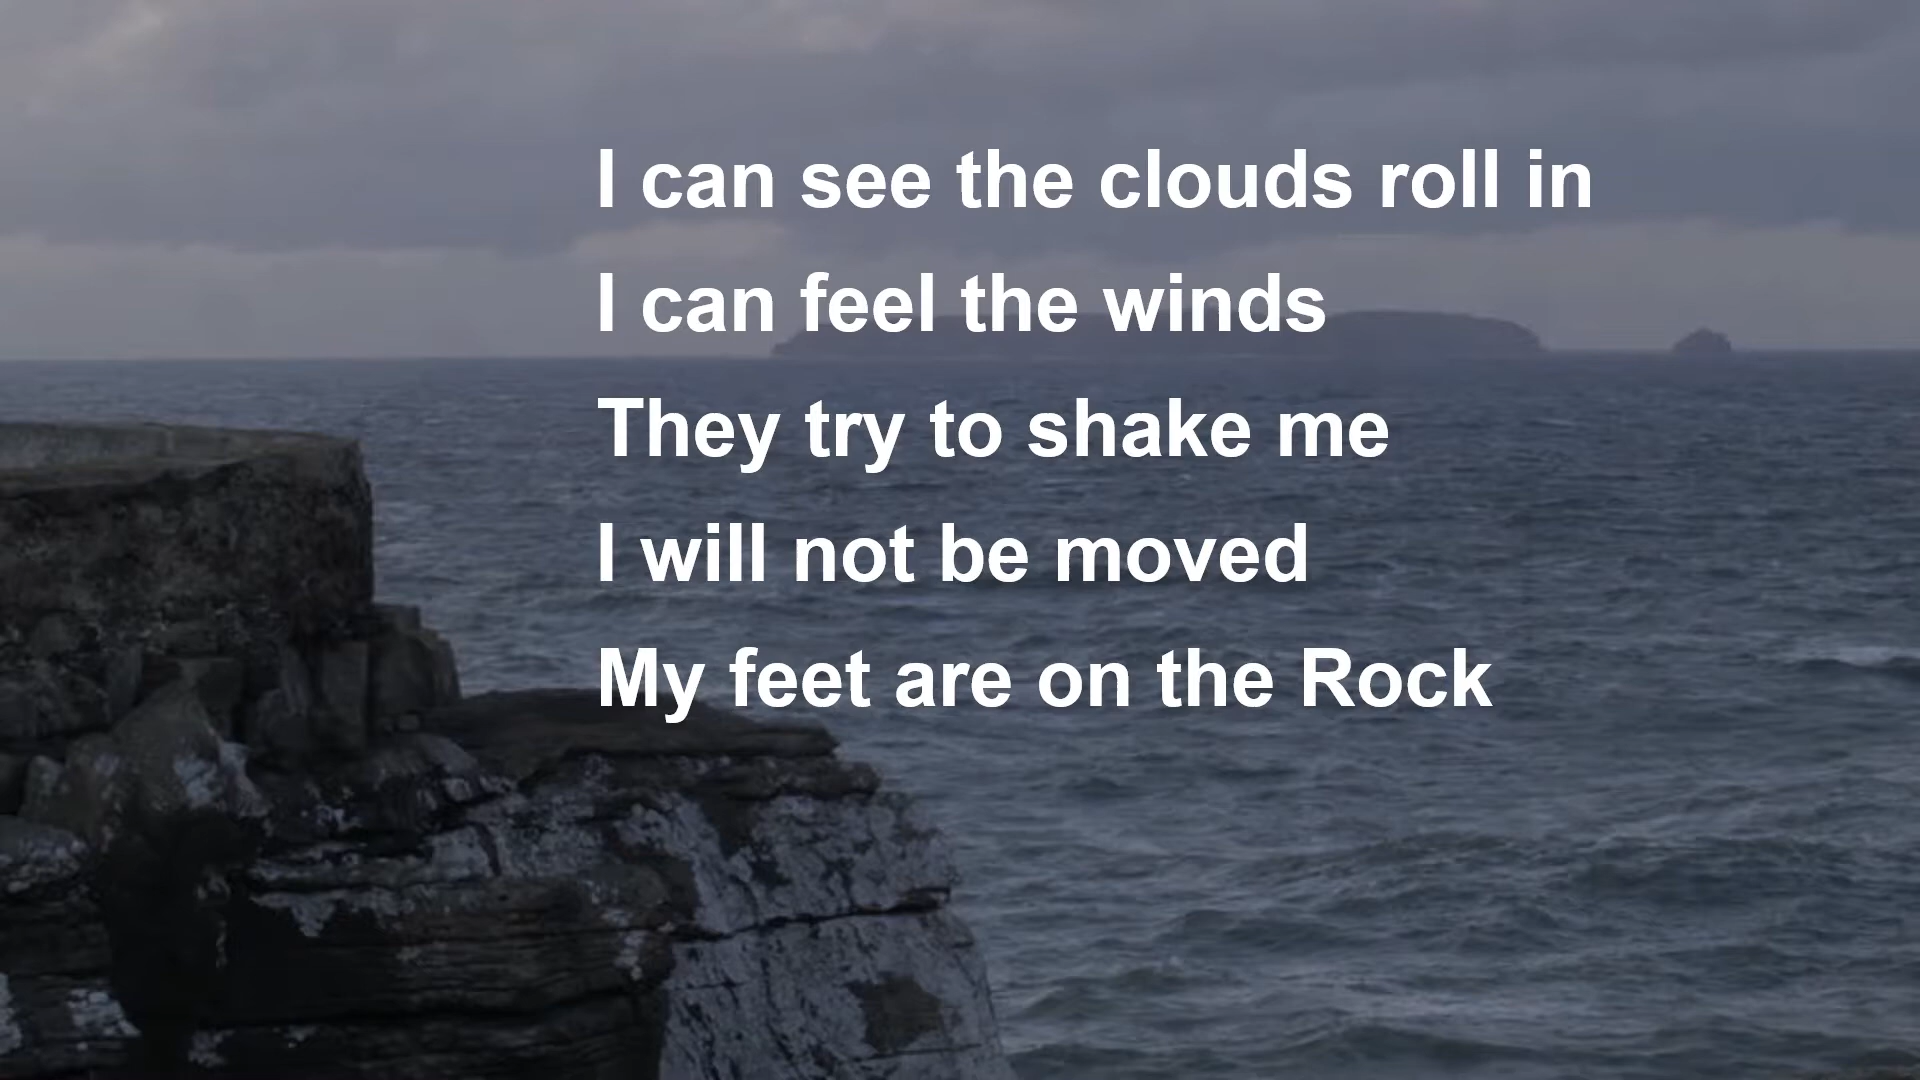 I can see the clouds roll in
I can feel the winds
They try to shake me
I will not be moved
My feet are on the Rock